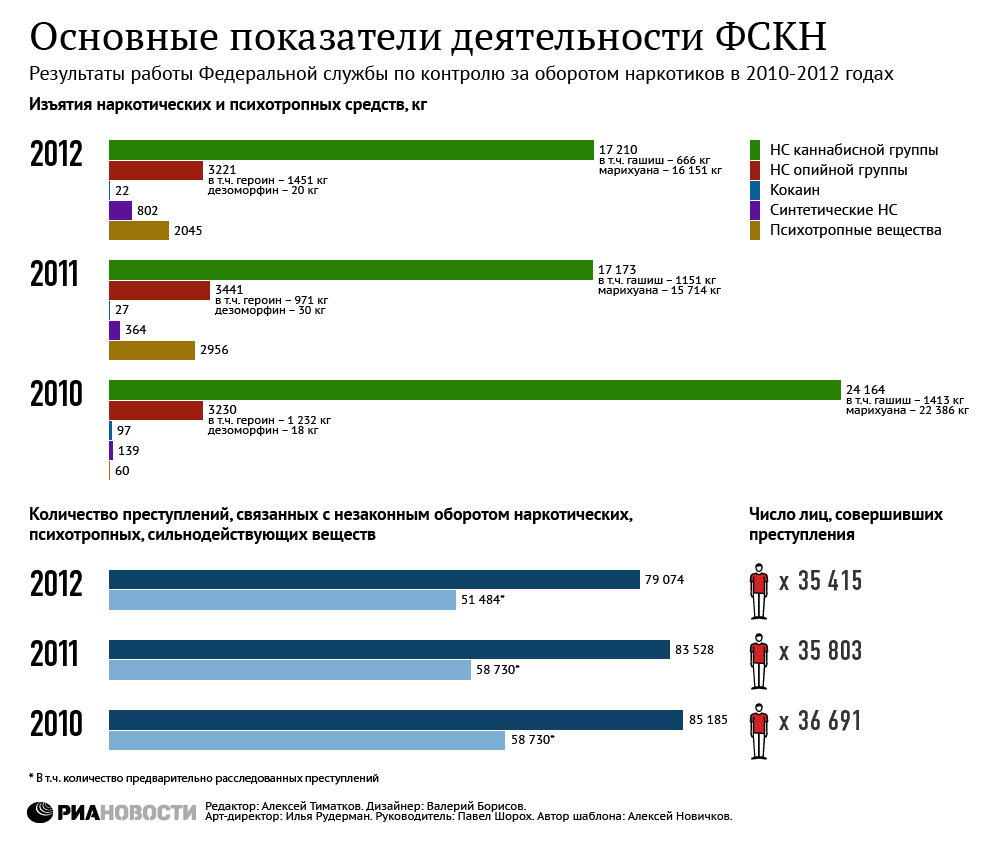 Основные показатели деятельности ФСКН
Результаты работы Федеральной службы по контролю за оборотом наркотиков в 2010-2012 годах
Изъятия наркотических и психотропных средств, кг
2012
17 210
в т.ч. гашиш – 666 кг
марихуана – 16 151 кг
3221
в т.ч. героин – 1451 кг
дезоморфин – 20 кг
22
802
2045
НС каннабисной группы
НС опийной группы
Кокаин
Синтетические НС
Психотропные вещества
2011
17 173
в т.ч. гашиш – 1151 кг
марихуана – 15 714 кг
3441
в т.ч. героин – 971 кг
дезоморфин – 30 кг
27
364
2956
2010
24 164
в т.ч. гашиш – 1413 кг
марихуана – 22 386 кг
3230
в т.ч. героин – 1 232 кг
дезоморфин – 18 кг
97
139
60
Количество преступлений, связанных с незаконным оборотом наркотических,
психотропных, сильнодействующих веществ
Число лиц, совершивших
преступления
2012
79 074
51 484*
x 35 415
2011
83 528
58 730*
x 35 803
2010
85 185
58 730*
x 36 691
* В т.ч. количество предварительно расследованных преступлений
РИАНОВОСТИ
Редактор: Алексей Тиматков. Дизайнер: Валерий Борисов.
Арт-директор: Илья Рудерман. Руководитель: Павел Шорох. Автор шаблона: Алексей Новичков.